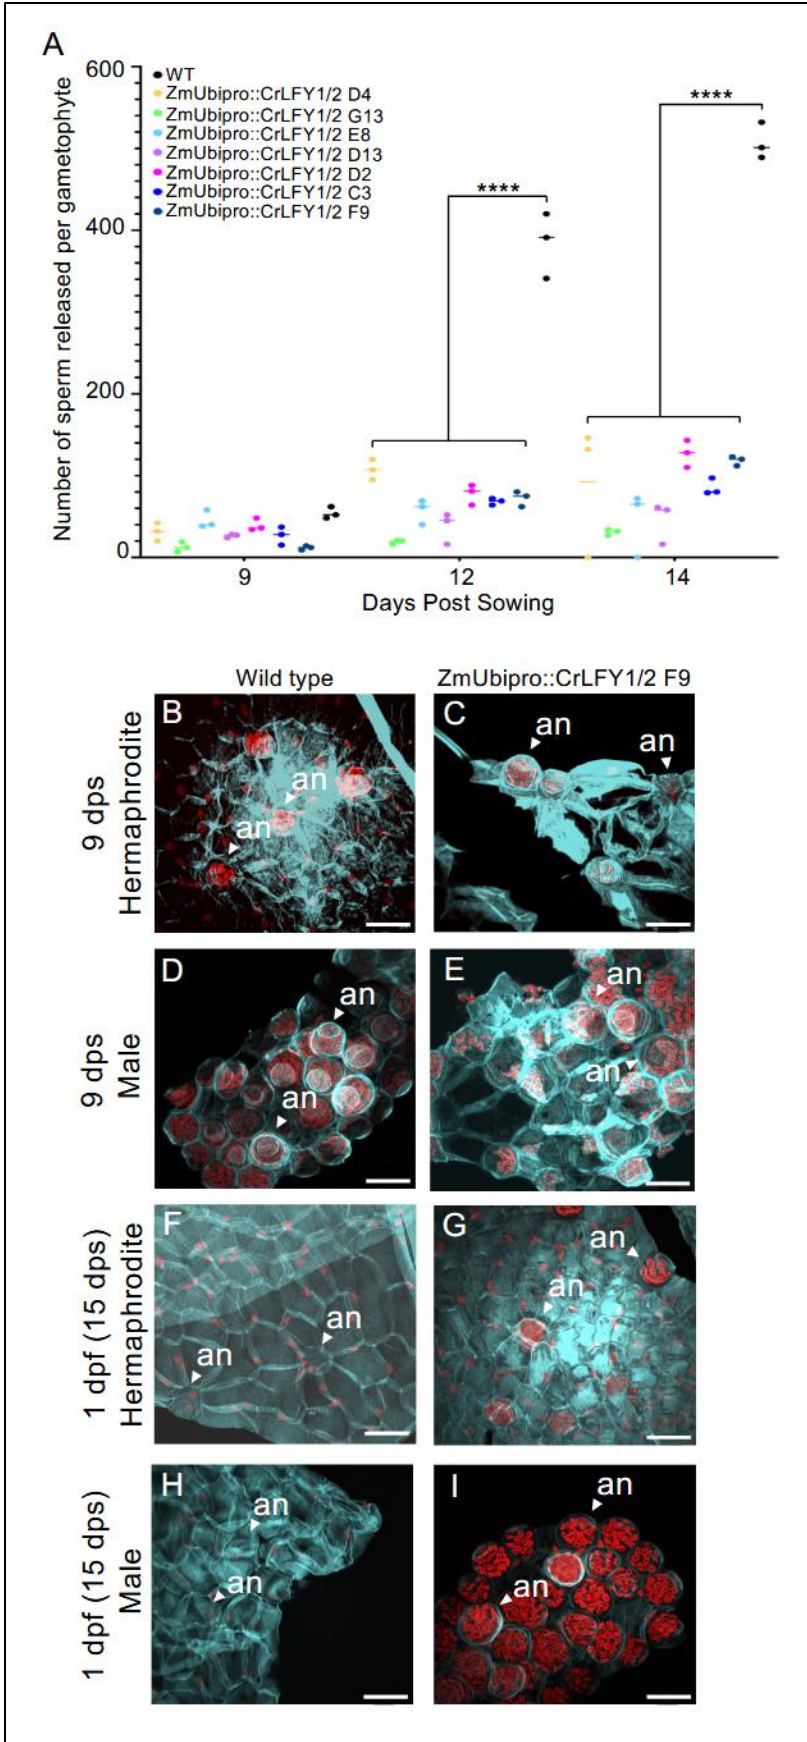 A
600
400
200
0
Number of sperm released per gametophyte
WT
ZmUbipro::CrLFY1/2 D4
ZmUbipro::CrLFY1/2 G13
ZmUbipro::CrLFY1/2 E8
ZmUbipro::CrLFY1/2 D13
ZmUbipro::CrLFY1/2 D2
ZmUbipro::CrLFY1/2 C3
ZmUbipro::CrLFY1/2 F9
****
****
9
12
14
Days Post Sowing
Wild type
ZmUbipro::CrLFY1/2 F9
9 dps
Hermaphrodite
B
an
an
C
an
an
9 dps
Male
D
an
an
E
an
an
1 dpf (15 dps)
Hermaphrodite
F
an
an
G
an
an
1 dpf (15 dps)
Male
H
an
an
I
an
an